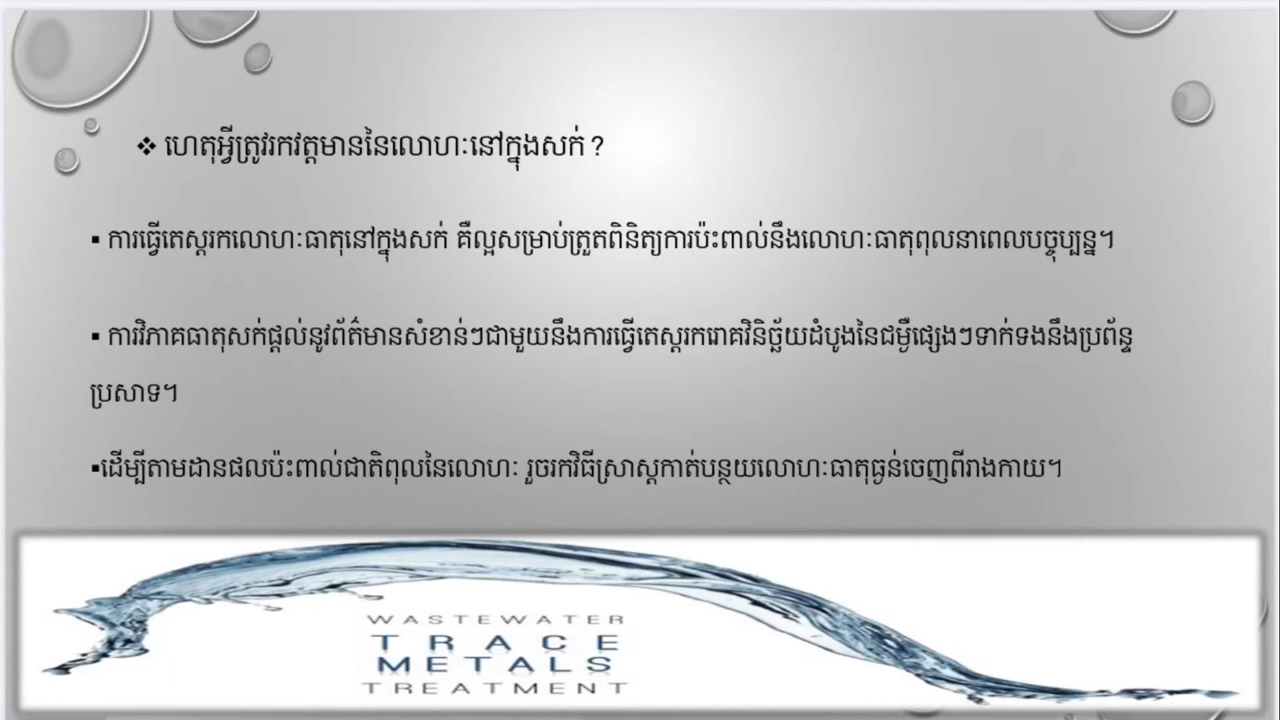 ❖ ហេតុអ្វីត្រូវរកវត្តមាននៃលោហៈនៅក្នុងសក់ ?
▪ ការធ្វើតេស្តរកលោហៈធាតុនៅក្នុងសក់ គឺល្អសម្រាប់ត្រួតពិនិត្យការប៉ះពាល់នឹងលោហៈធាតុពុលនាពេលបច្ចុប្បន្ន។
▪ ការវិភាគធាតុសក់ផ្តល់នូវព័ត៌មានសំខាន់ៗជាមួយនឹងការធ្វើតេស្តរករោគវិនិច្ឆ័យដំបូងនៃជម្ងឺផ្សេងៗទាក់ទងនឹងប្រព័ន្ធ
ប្រសាទ។
▪ដើម្បីតាមដានផលប៉ះពាល់ជាតិពុលនៃលោហៈ រួចរកវិធីស្រាស្តកាត់បន្ថយលោហៈធាតុធ្ងន់ចេញពីរាងកាយ។
WASTEWATER
TRACE
METALS
TREATMENT